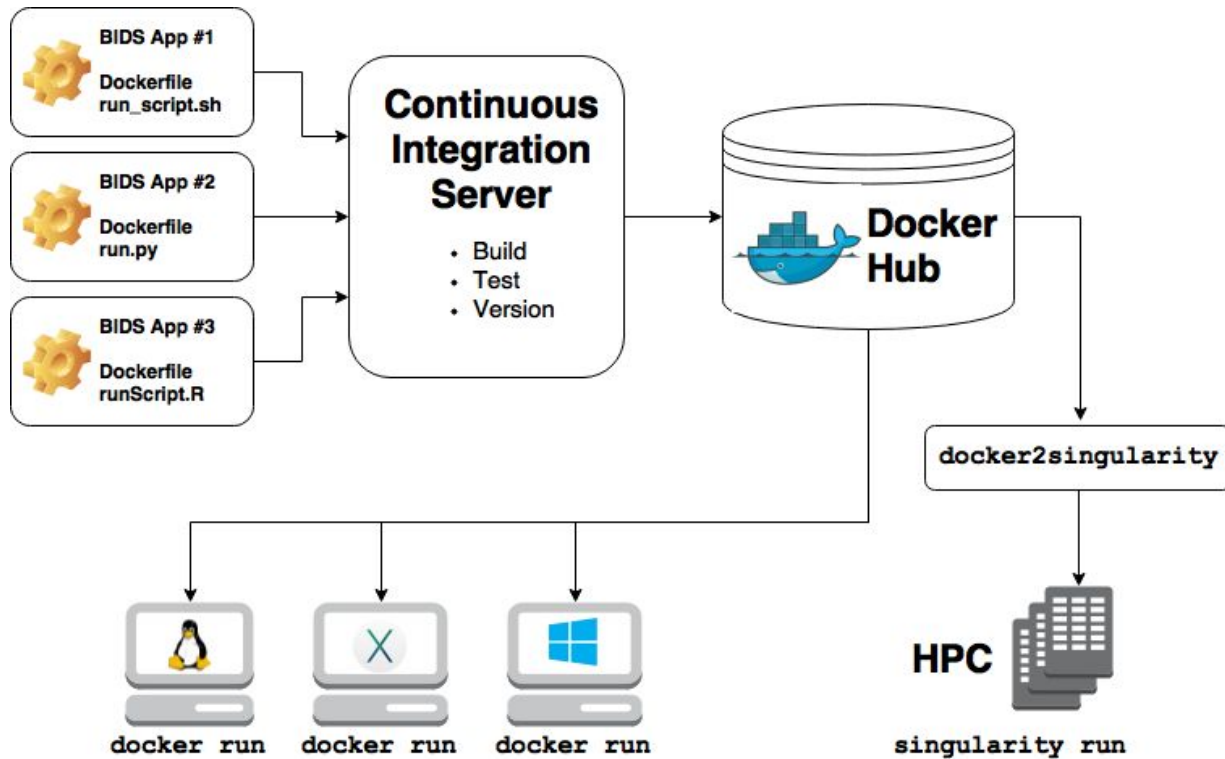 BIDS App #1
Dockerfile
run_script.sh
BIDS App #2
Dockerfile
run.py
BIDS App #3
Dockerfile
runScript.R
Continuous
Integration
Server
• Build
• Test
• Version
Docker
Hub
docker2singularity
HPC
docker run
docker run
docker run
singularity run